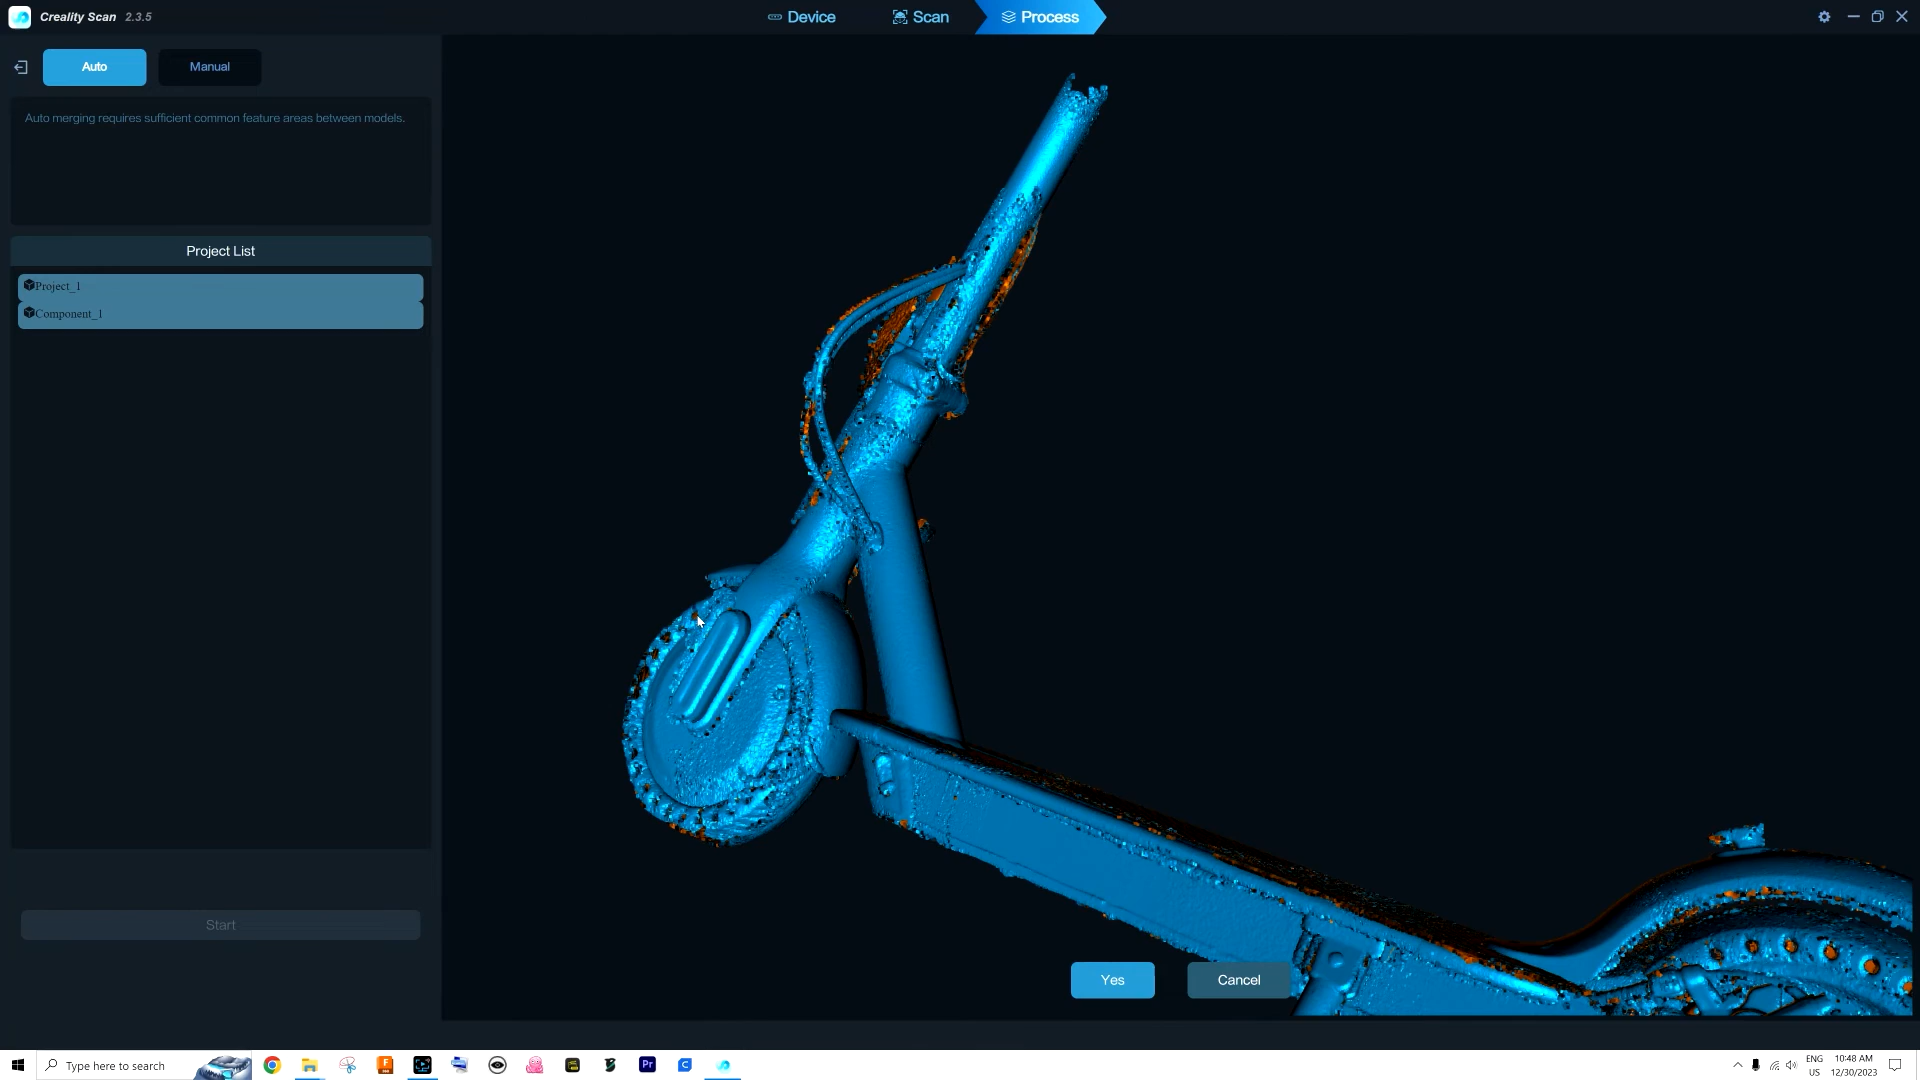 Creality Scan 2.3.5
Device
Scan
Process
Auto
Manual
Auto merging requires sufficient common feature areas between models.
Project List
Project_1
Component_1
Start
Yes
Cancel
Type here to search
F
Pr
C
ENG
US
10:48 AM
12/30/2023